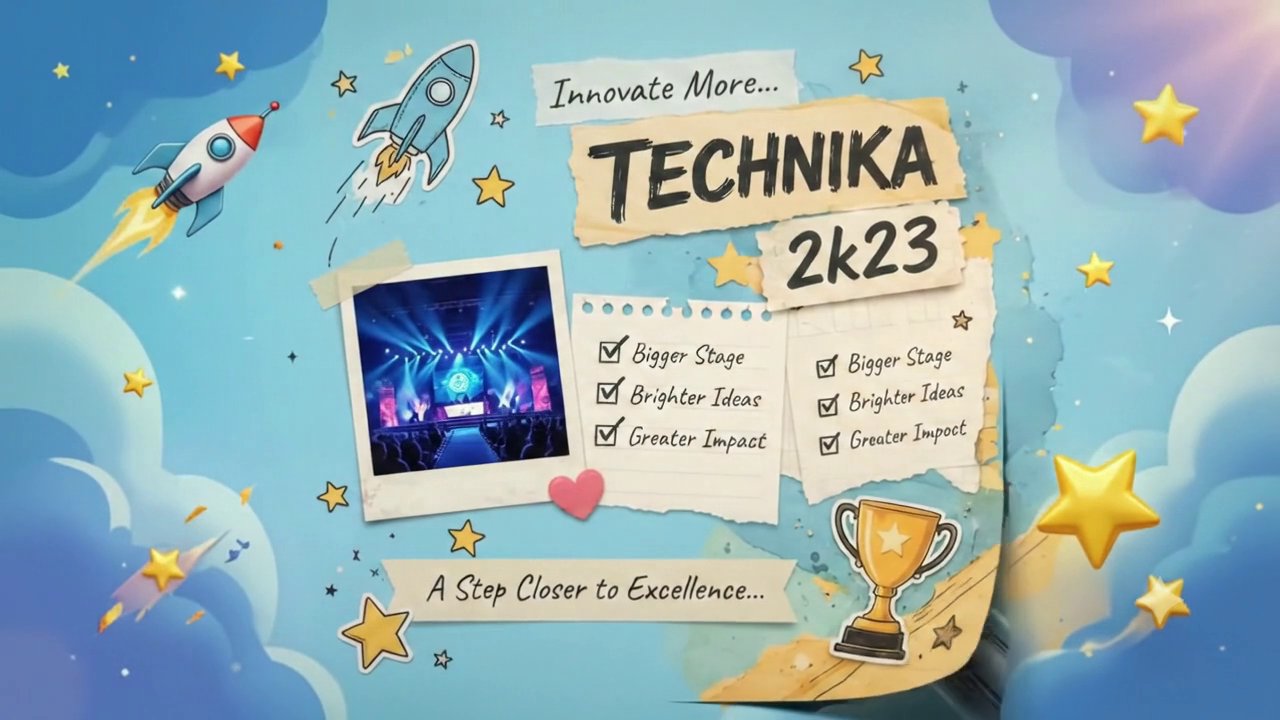 Innovate More...
TECHNIKA
2k23
Bigger Stage
Brighter Ideas
Greater Impact
Bigger Stage
Brighter Ideas
Greater Impoct
A Step Closer to Excellence...